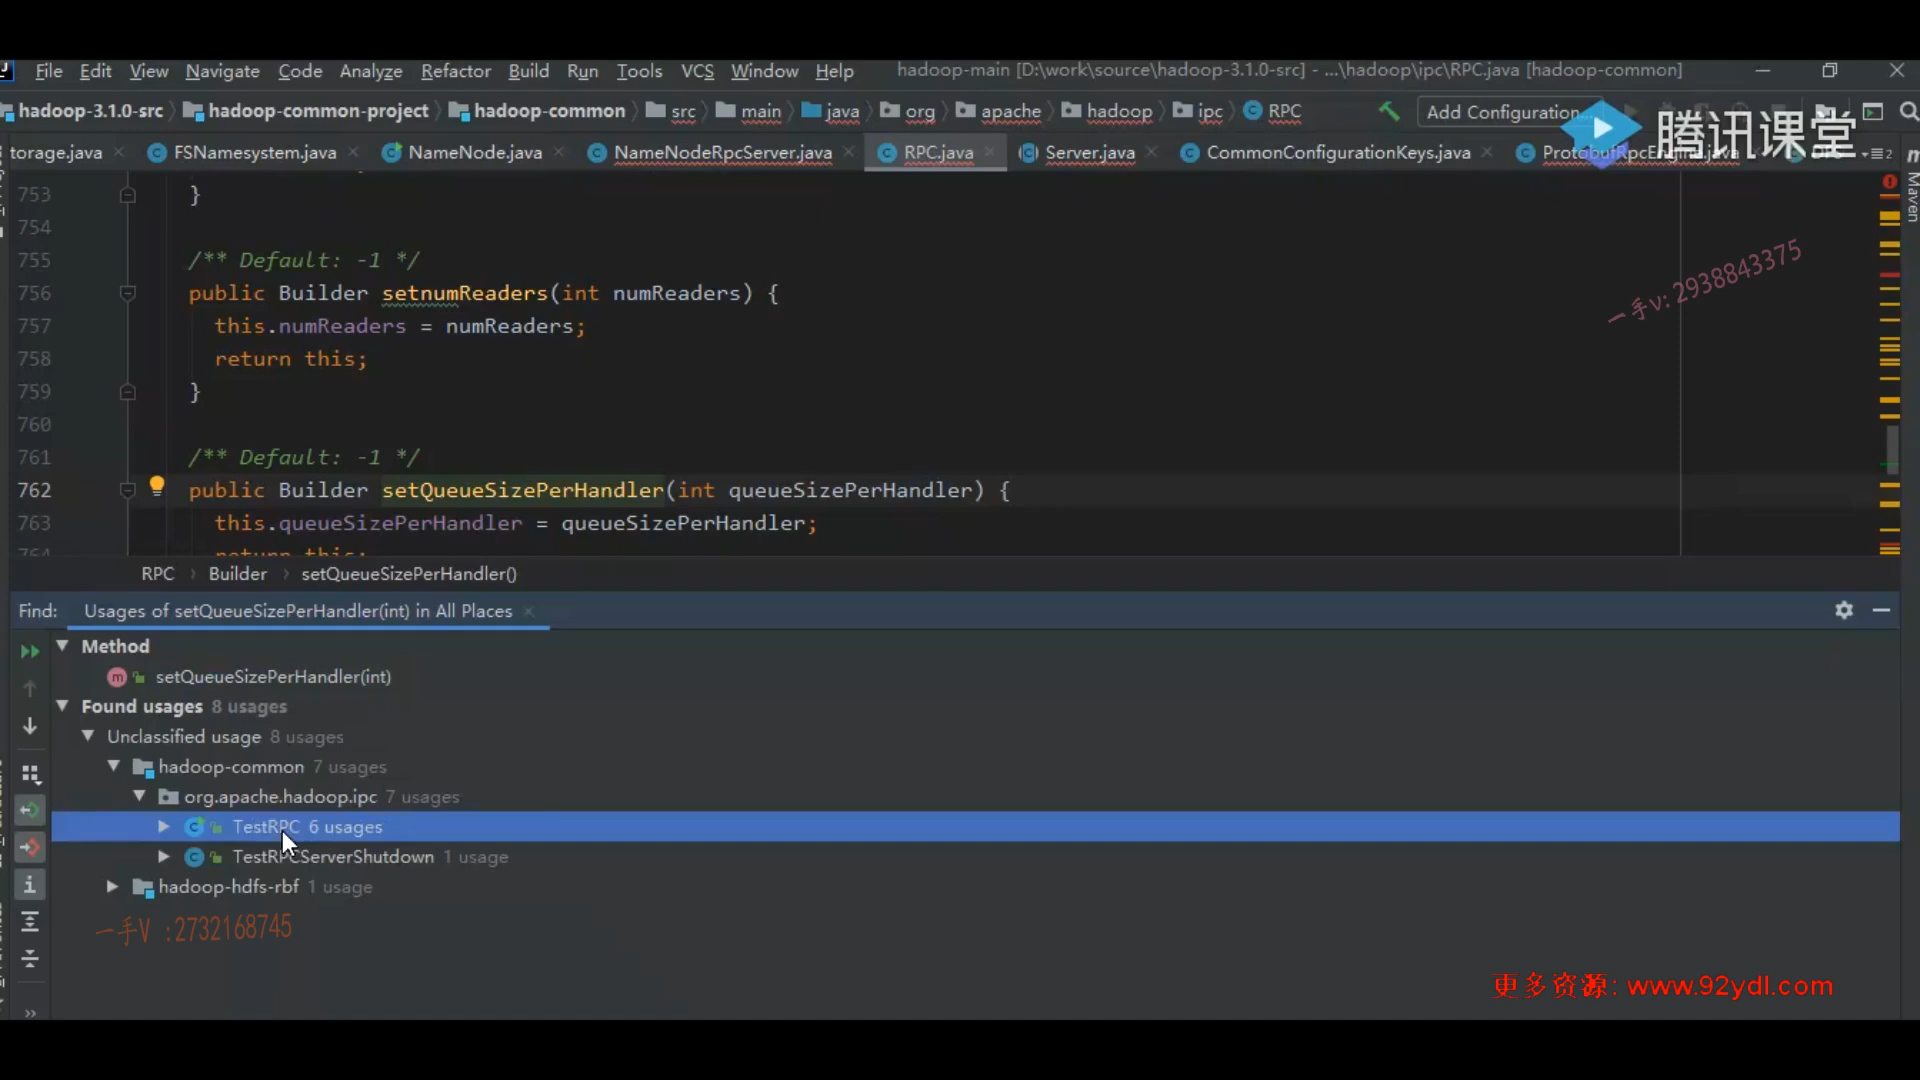 File Edit View Navigate Code Analyze Refactor Build Run Tools VCS Window Help hadoop-main [D:\work\source\hadoop-3.1.0-src] - ...\hadoop\ipc\RPC.java [hadoop-common]
hadoop-3.1.0-src hadoop-common-project hadoop-common src main java org apache hadoop ipc RPC Add Configuration...
腾讯课堂
torage.java FSNamesystem.java NameNode.java NameNodeRpcServer.java RPC.java Server.java CommonConfigurationKeys.java ProtobufRpcEngine.java
Maven
753 }
754
755 /** Default: -1 */
756 public Builder setnumReaders(int numReaders) {
757 this.numReaders = numReaders;
758 return this;
759 }
760
761 /** Default: -1 */
762 public Builder setQueueSizePerHandler(int queueSizePerHandler) {
763 this.queueSizePerHandler = queueSizePerHandler;
764 return this;
一手v: 2938843375
RPC Builder setQueueSizePerHandler()
Find: Usages of setQueueSizePerHandler(int) in All Places
Method
setQueueSizePerHandler(int)
Found usages 8 usages
Unclassified usage 8 usages
hadoop-common 7 usages
org.apache.hadoop.ipc 7 usages
TestRPC 6 usages
TestRPCServerShutdown 1 usage
hadoop-hdfs-rbf 1 usage
一手V :2732168745
更多资源: www.92ydl.com